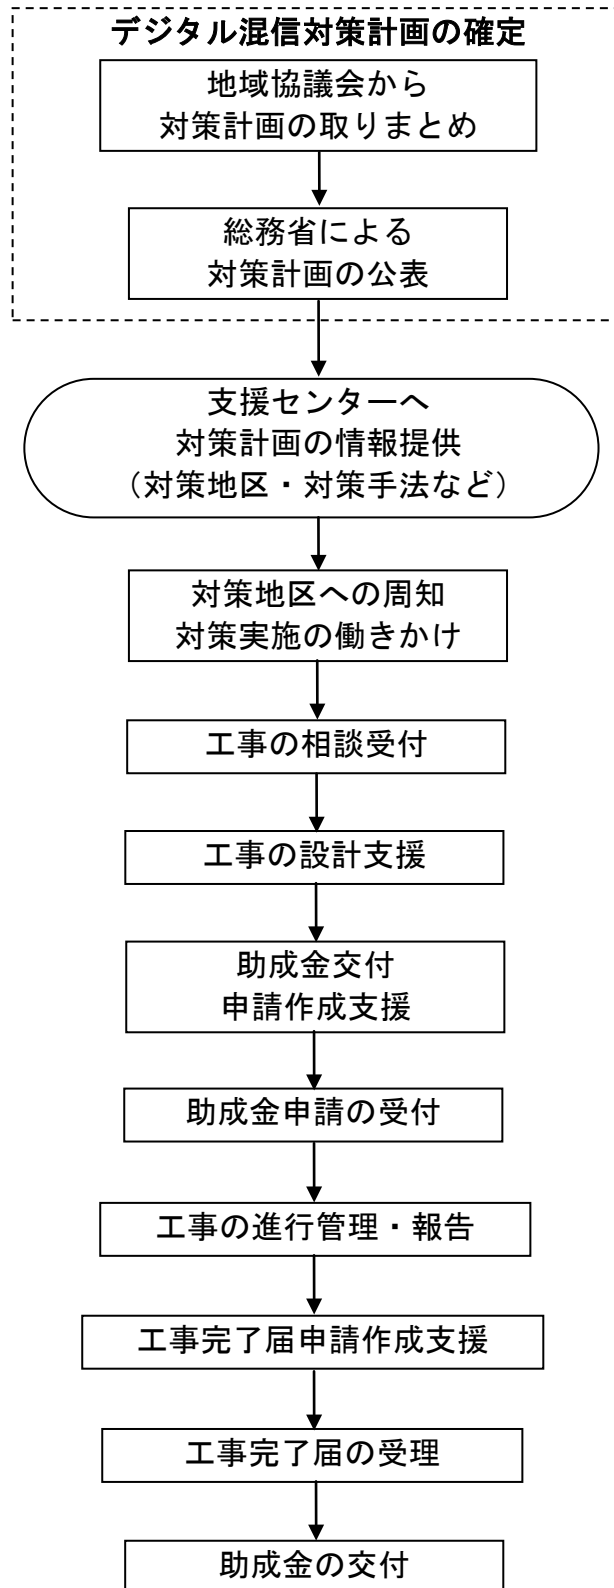 デジタル混信対策計画の確定
地域協議会から
対策計画の取りまとめ
総務省による
対策計画の公表
支援センターへ
対策計画の情報提供
（対策地区・対策手法など）
対策地区への周知
対策実施の働きかけ
工事の相談受付
工事の設計支援
助成金交付
申請作成支援
助成金申請の受付
工事の進行管理・報告
工事完了届申請作成支援
工事完了届の受理
助成金の交付